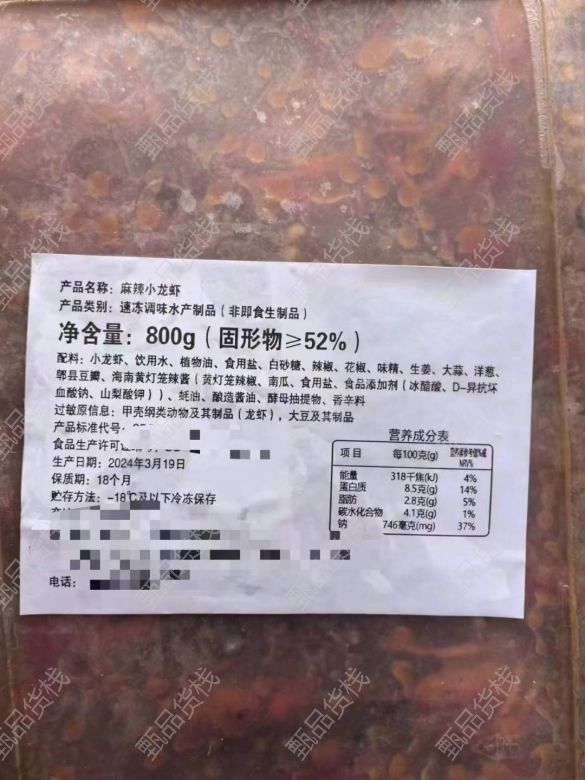 产品名称：麻辣小龙虾
产品类别：速冻调味水产制品（非即食生制品）
净含量：800g（固形物≥52%）
配料：小龙虾、饮用水、植物油、食用盐、白砂糖、辣椒、花椒、味精、生姜、大蒜、洋葱、
郫县豆瓣、海南黄灯笼辣酱（黄灯笼辣椒、南瓜、食用盐、食品添加剂（冰醋酸、D-异抗坏
血酸钠、山梨酸钾））、蚝油、酿造酱油、酵母抽提物、香辛料
过敏原信息：甲壳纲类动物及其制品（龙虾），大豆及其制品
产品标准代号：
食品生产许可证
生产日期：2024年3月19日
保质期：18个月
贮存方法：-18℃及以下冷冻保存
电话：
营养成分表
项目 每100克(g) NRV%
能量 318千焦(kJ) 4%
蛋白质 8.5克(g) 14%
脂肪 2.8克(g) 5%
碳水化合物 4.1克(g) 1%
钠 746毫克(mg) 37%
甄品货栈